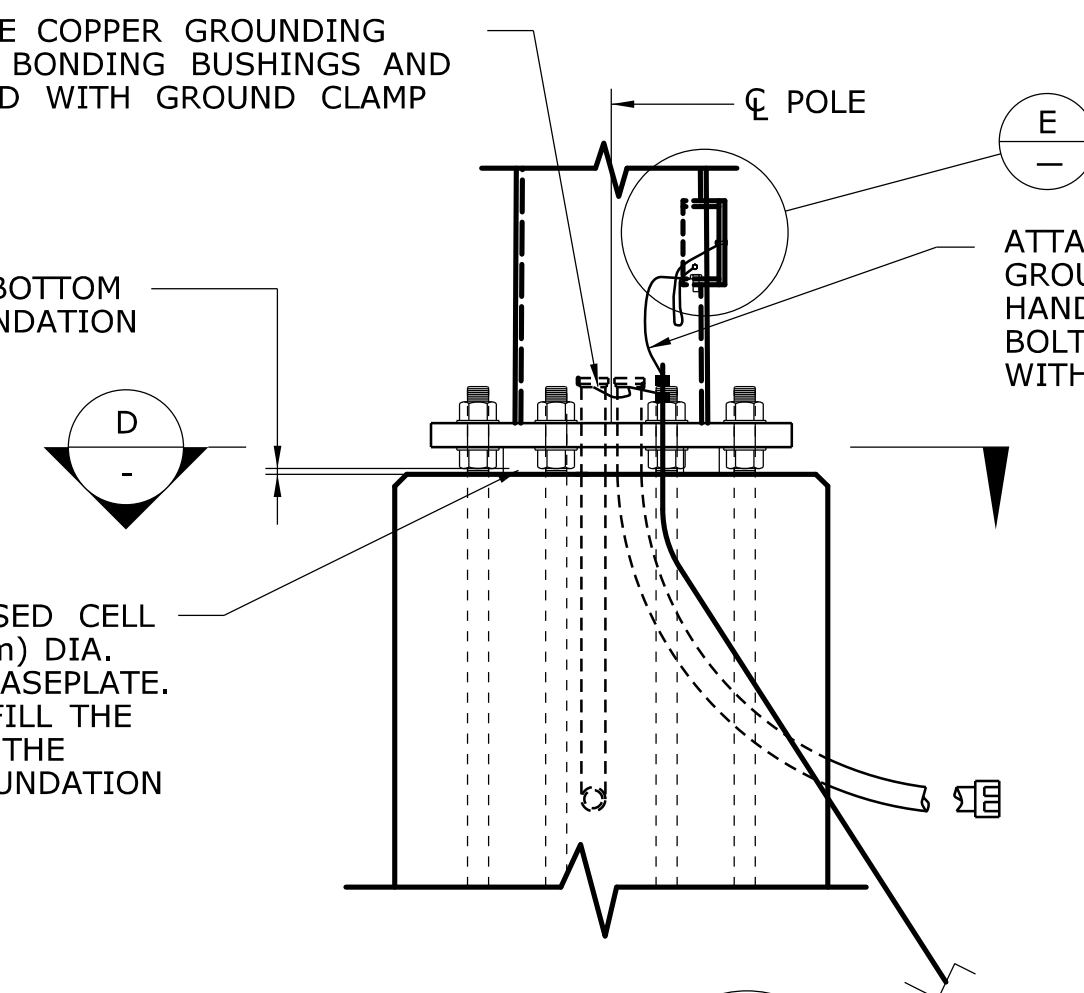 E COPPER GROUNDING
BONDING BUSHINGS AND
D WITH GROUND CLAMP
℄ POLE
E
–
ATTA
GROU
HAND
BOLT
WITH
BOTTOM
NDATION
D
-
SED CELL
m) DIA.
ASEPLATE.
FILL THE
THE
UNDATION